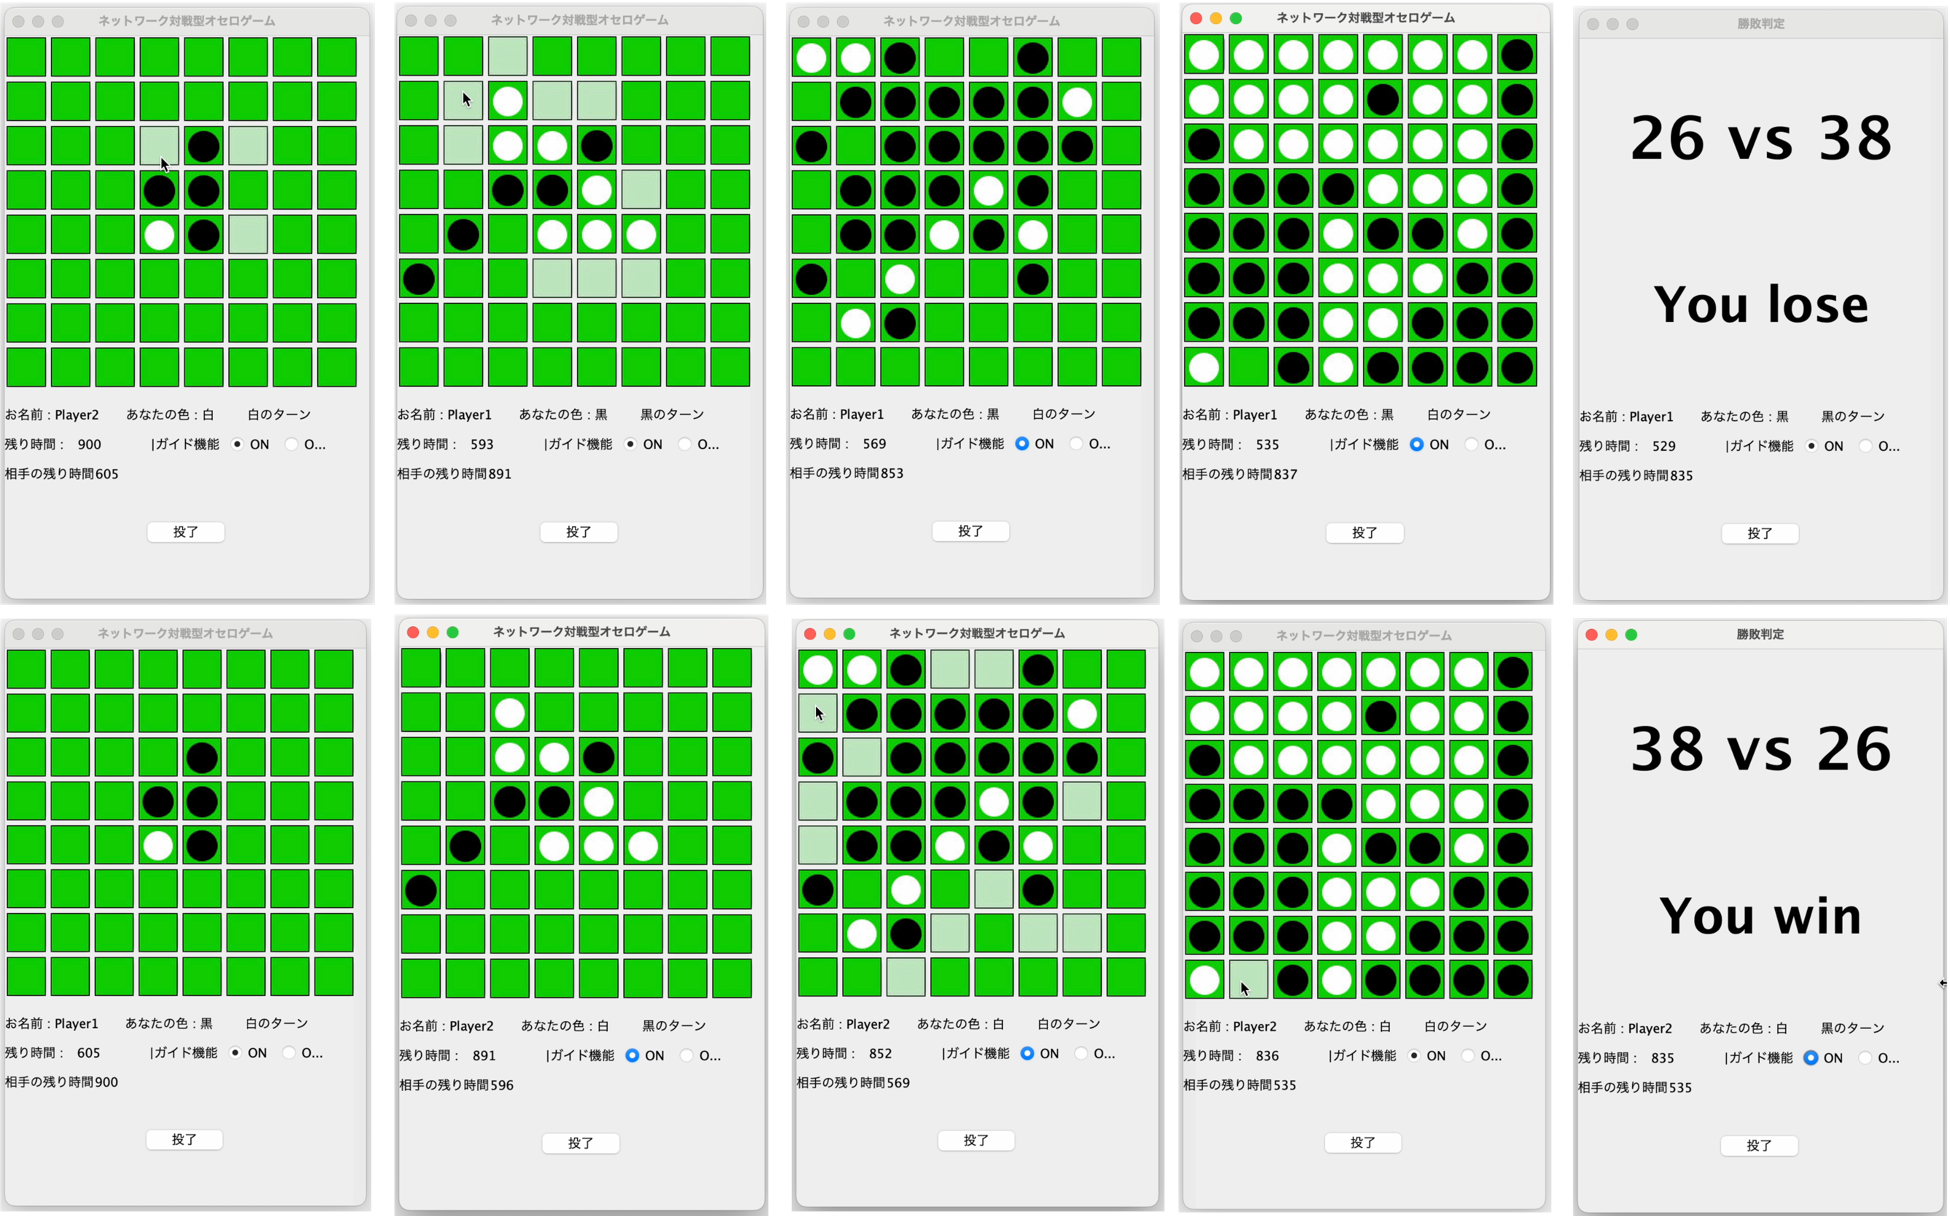 ネットワーク対戦型オセロゲーム
お名前 : Player2 あなたの色 : 白 白のターン
残り時間 : 900 |ガイド機能 ON O...
相手の残り時間605
投了
ネットワーク対戦型オセロゲーム
お名前 : Player1 あなたの色 : 黒 黒のターン
残り時間 : 593 |ガイド機能 ON O...
相手の残り時間891
投了
ネットワーク対戦型オセロゲーム
お名前 : Player1 あなたの色 : 黒 白のターン
残り時間 : 569 |ガイド機能 ON O...
相手の残り時間853
投了
ネットワーク対戦型オセロゲーム
お名前 : Player1 あなたの色 : 黒 白のターン
残り時間 : 535 |ガイド機能 ON O...
相手の残り時間837
投了
勝敗判定
26 vs 38
You lose
お名前 : Player1 あなたの色 : 黒 黒のターン
残り時間 : 529 |ガイド機能 ON O...
相手の残り時間835
投了
ネットワーク対戦型オセロゲーム
お名前 : Player1 あなたの色 : 黒 白のターン
残り時間 : 605 |ガイド機能 ON O...
相手の残り時間900
投了
ネットワーク対戦型オセロゲーム
お名前 : Player2 あなたの色 : 白 黒のターン
残り時間 : 891 |ガイド機能 ON O...
相手の残り時間596
投了
ネットワーク対戦型オセロゲーム
お名前 : Player2 あなたの色 : 白 白のターン
残り時間 : 852 |ガイド機能 ON O...
相手の残り時間569
投了
ネットワーク対戦型オセロゲーム
お名前 : Player2 あなたの色 : 白 白のターン
残り時間 : 836 |ガイド機能 ON O...
相手の残り時間535
投了
勝敗判定
38 vs 26
You win
お名前 : Player2 あなたの色 : 白 黒のターン
残り時間 : 835 |ガイド機能 ON O...
相手の残り時間535
投了